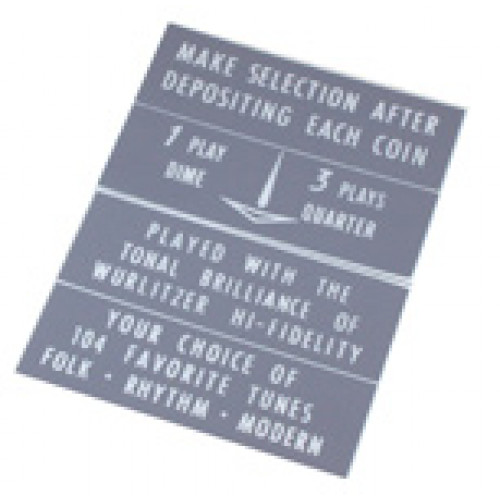 MAKE SELECTION AFTER
DEPOSITING EACH COIN
1 PLAY
DIME
3 PLAYS
QUARTER
PLAYED WITH THE
TONAL BRILLIANCE OF
WURLITZER HI-FIDELITY
YOUR CHOICE OF
104 FAVORITE TUNES
FOLK · RHYTHM · MODERN